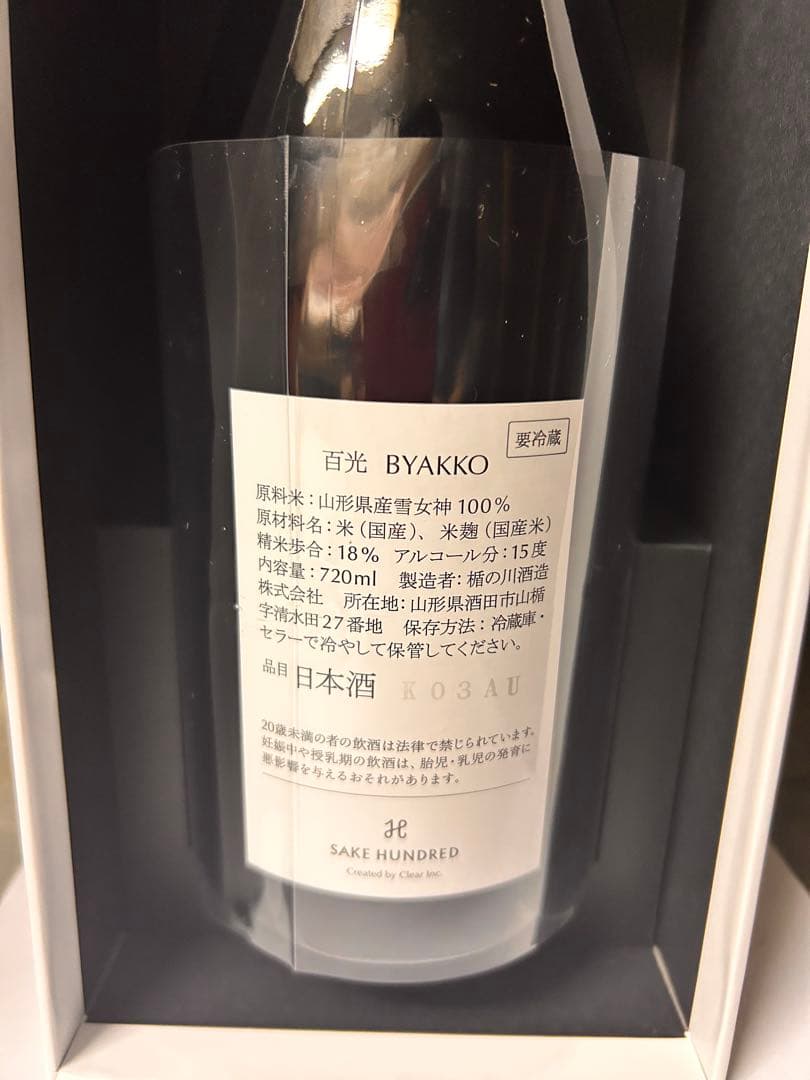 百光 BYAKKO 要冷蔵
原料米：山形県産雪女神100％
原材料名：米（国産）、米麹（国産米）
精米歩合：18％ アルコール分：15度
内容量：720ml 製造者：楯の川酒造
株式会社 所在地：山形県酒田市山楯
字清水田27番地 保存方法：冷蔵庫・
セラーで冷やして保管してください。
品目 日本酒 K03AU
20歳未満の者の飲酒は法律で禁じられています。
妊娠中や授乳期の飲酒は、胎児・乳児の発育に
悪影響を与えるおそれがあります。
SAKE HUNDRED
Created by Clear Inc.